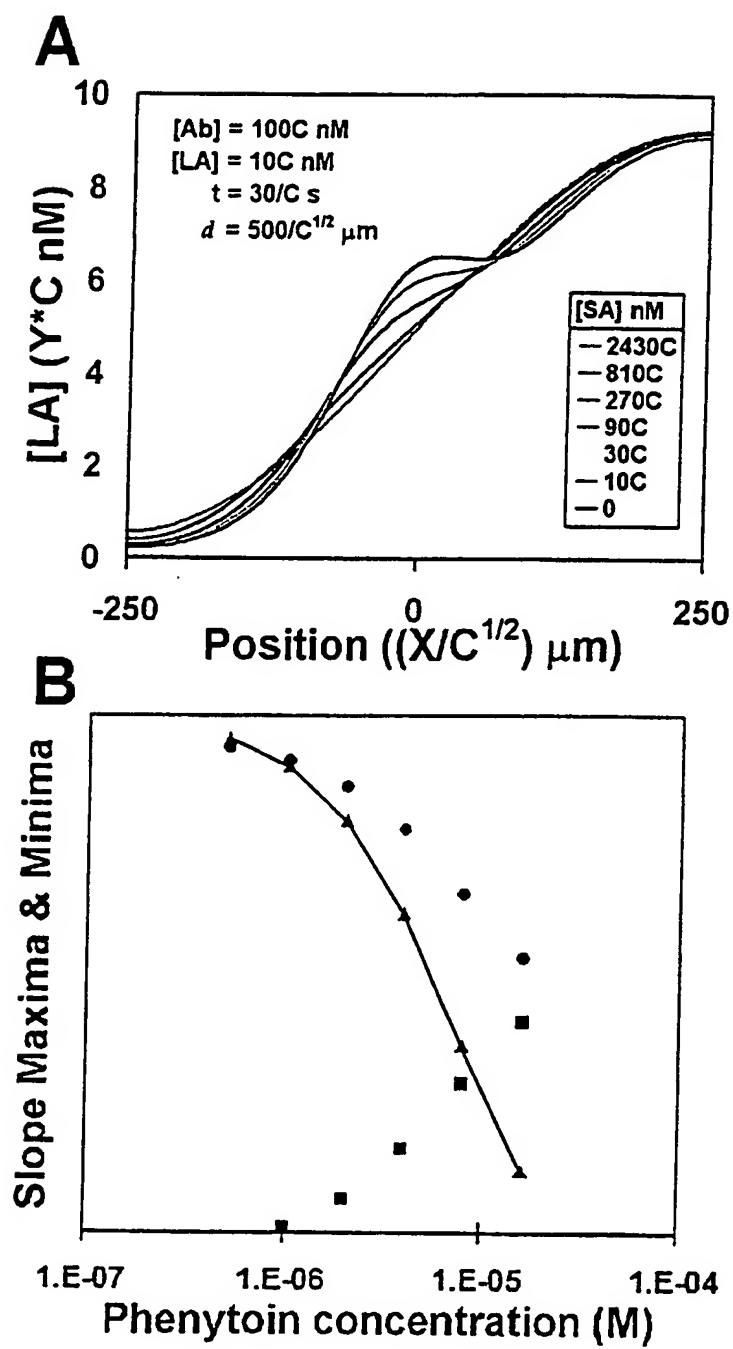 A
10
8
6
4
2
0
[LA] (Y*C nM)
[Ab] = 100C nM
[LA] = 10C nM
t = 30/C s
d = 500/C^1/2 μm
[SA] nM
2430C
810C
270C
90C
30C
10C
0
-250 0 250
Position ((X/C^1/2) μm)
B
Slope Maxima & Minima
1.E-07 1.E-06 1.E-05 1.E-04
Phenytoin concentration (M)